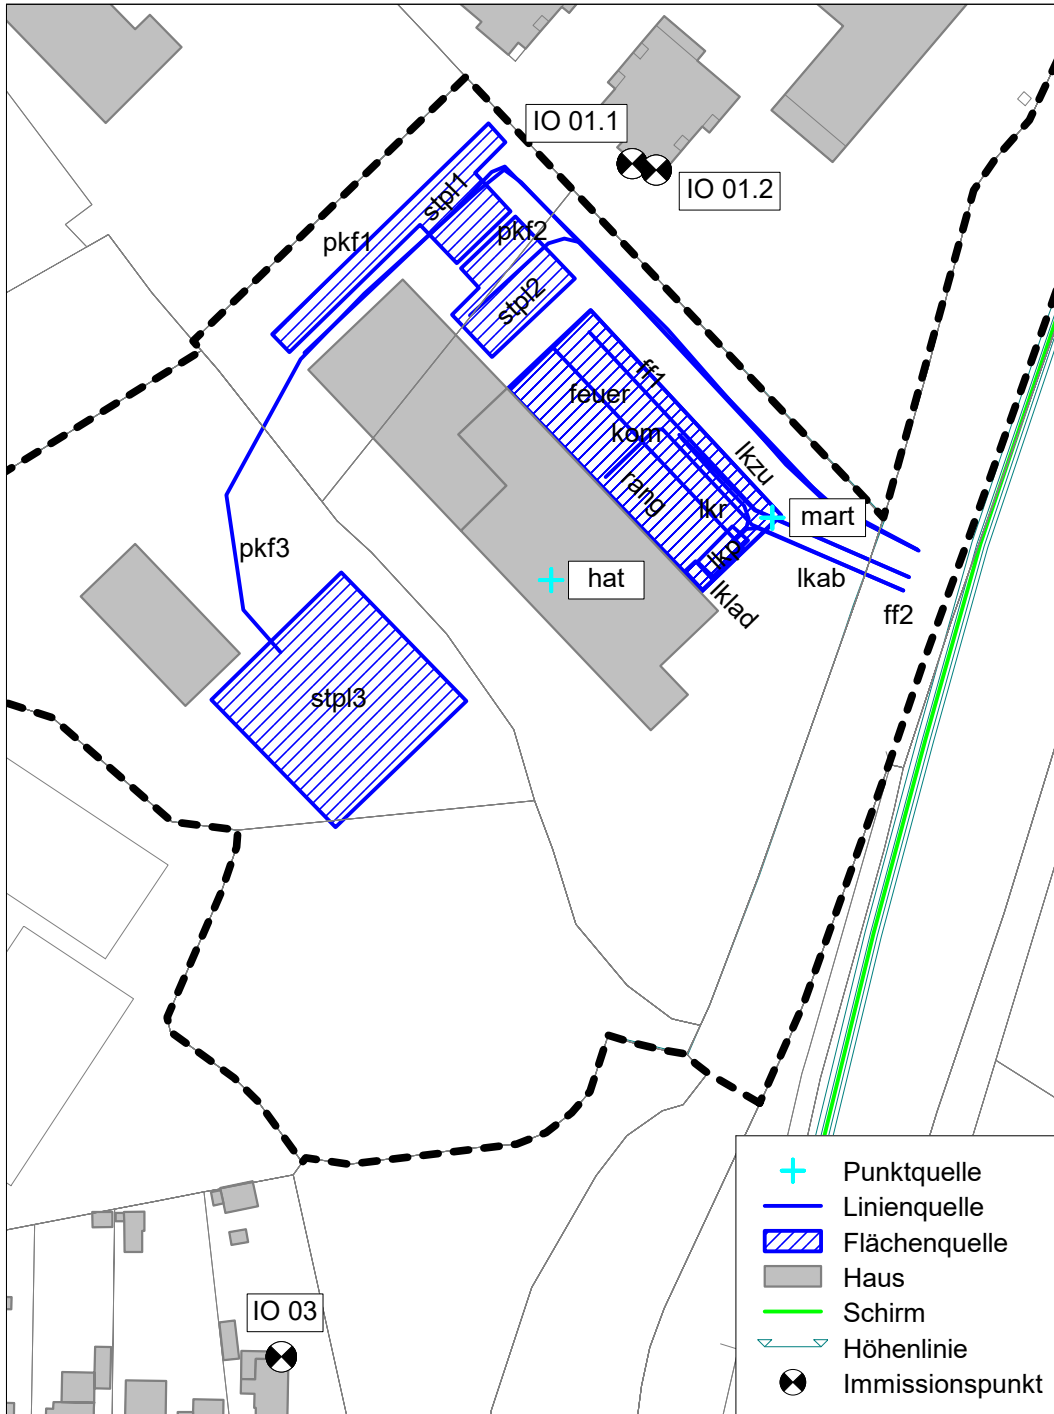 IO 01.1
IO 01.2
stpl1
pkf1
pkf2
stpl2
ff1
feuer
kom
lkzu
rang
lkr
mart
lkp
pkf3
hat
lkab
lklad
ff2
stpl3
IO 03
Punktquelle
Linienquelle
Flächenquelle
Haus
Schirm
Höhenlinie
Immissionspunkt